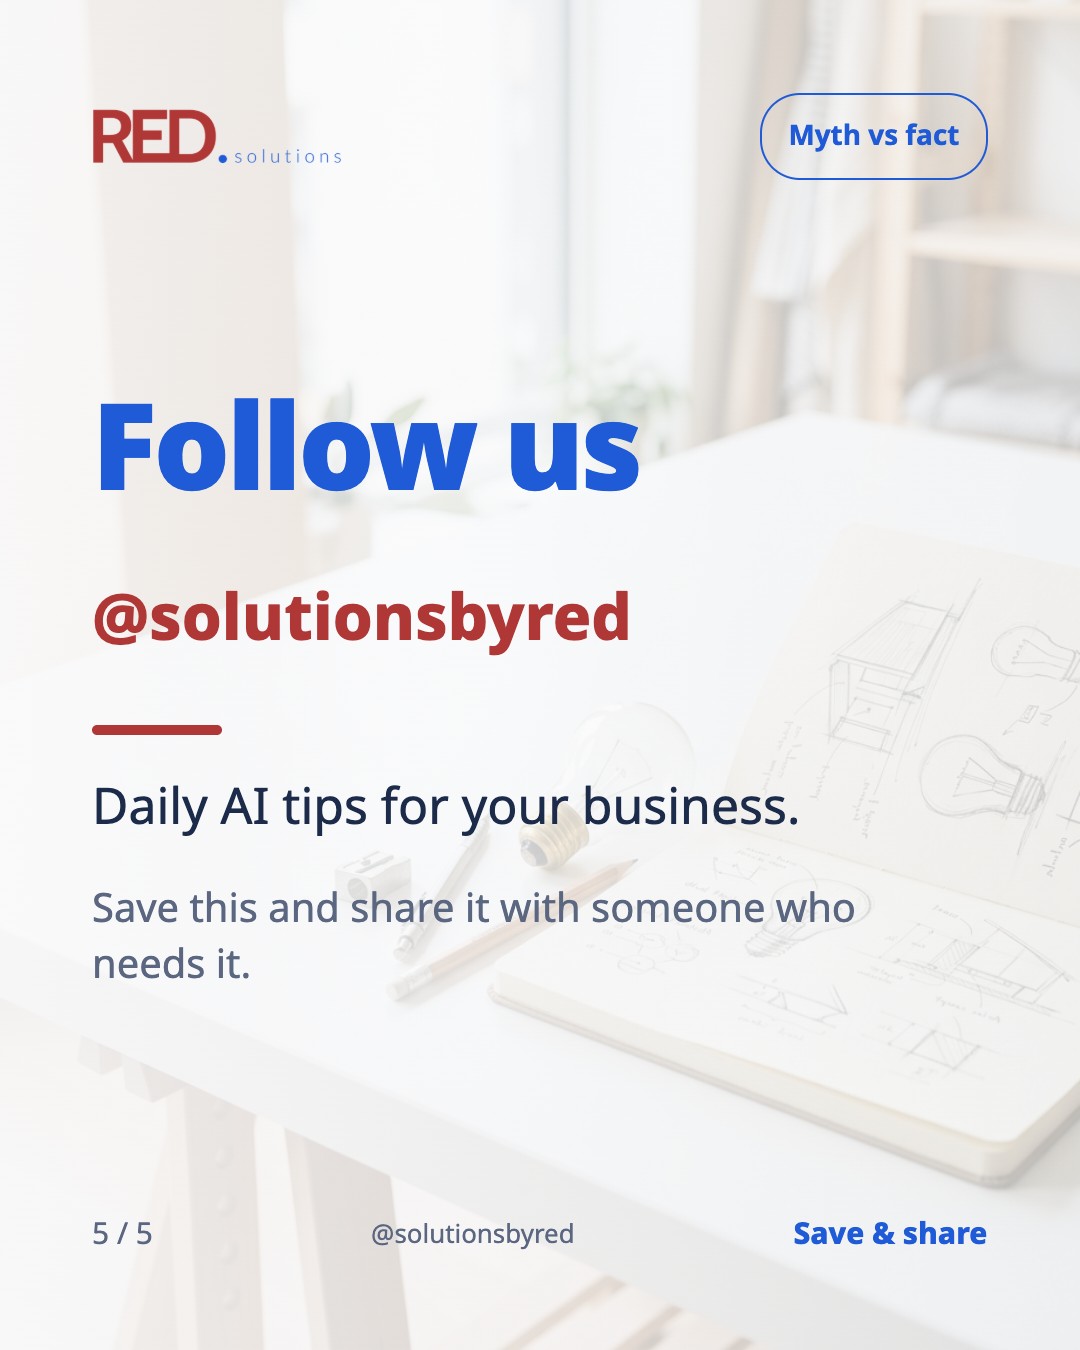 RED.solutions
Myth vs fact
Follow us
@solutionsbyred
Daily AI tips for your business.
Save this and share it with someone who
needs it.
5 / 5
@solutionsbyred
Save & share